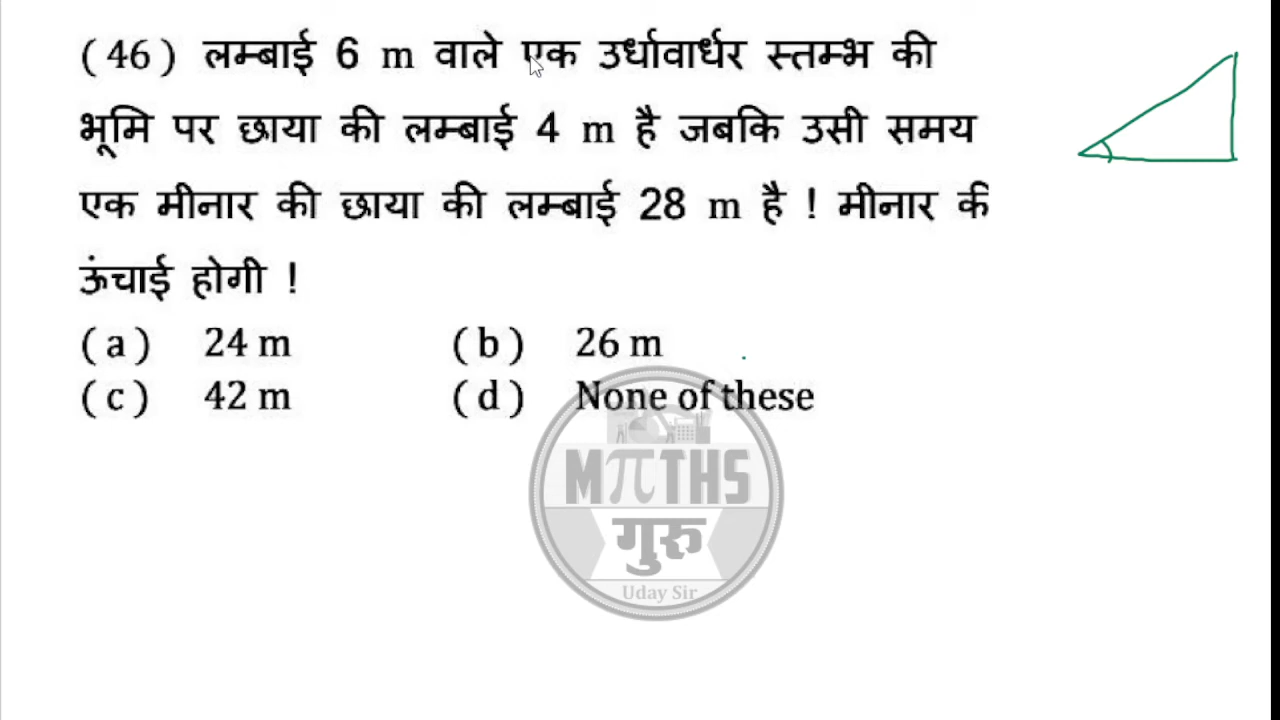 (46) लम्बाई 6 m वाले एक उर्धावार्धर स्तम्भ की
भूमि पर छाया की लम्बाई 4 m है जबकि उसी समय
एक मीनार की छाया की लम्बाई 28 m है ! मीनार की
ऊंचाई होगी !
(a) 24 m (b) 26 m
(c) 42 m (d) None of these
MπTHS
गुरु
Uday Sir